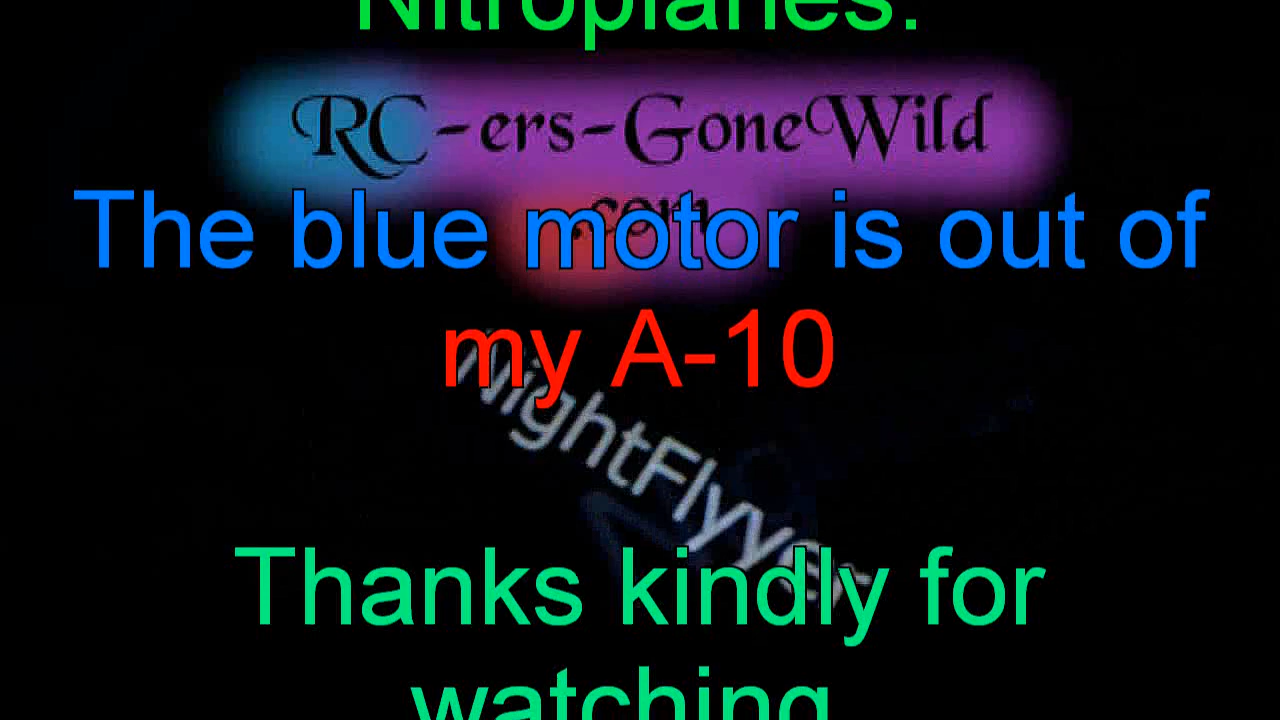 Nitroplanes.
RC-ers-GoneWild
.com
The blue motor is out of
my A-10
NightFlyyer
Thanks kindly for
watching